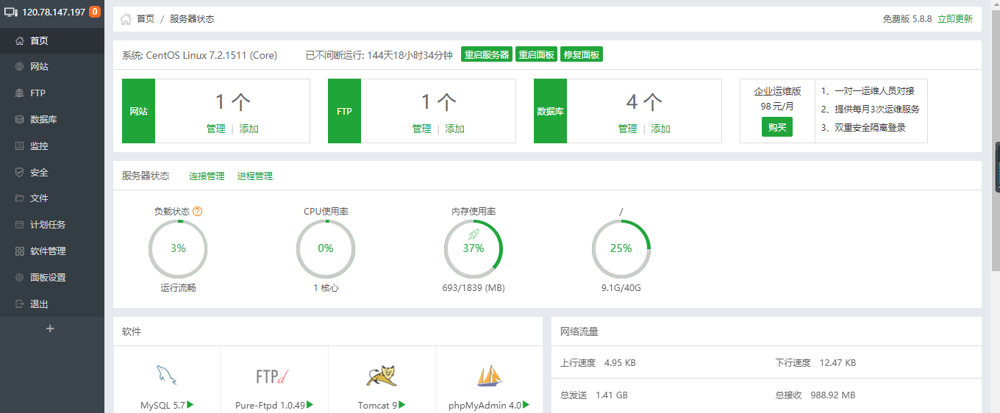 120.78.147.197 0
首页
网站
FTP
数据库
监控
安全
文件
计划任务
软件管理
面板设置
退出
+
首页 / 服务器状态
免费版 5.8.8 立即更新
系统: CentOS Linux 7.2.1511 (Core) 已不间断运行: 144天18小时34分钟 重启服务器 重启面板 修复面板
网站
1 个
管理 | 添加
FTP
1 个
管理 | 添加
数据库
4 个
管理 | 添加
企业运维版
98 元/月
购买
1、一对一运维人员对接
2、提供每月3次运维服务
3、双重安全隔离登录
服务器状态 连接管理 进程管理
负载状态 ?
3%
运行流畅
CPU使用率
0%
1 核心
内存使用率
37%
693/1839 (MB)
/
25%
9.1G/40G
软件
FTPd
MySQL 5.7
Pure-Ftpd 1.0.49
Tomcat 9
phpMyAdmin 4.0
网络流量
上行速度 4.95 KB
下行速度 12.47 KB
总发送 1.41 GB
总接收 988.92 MB